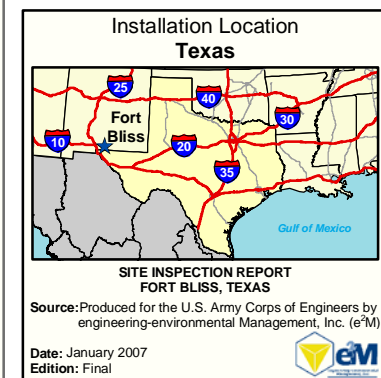 Installation Location
Texas
25
40
30
Fort
Bliss
10
20
35
Gulf of Mexico
SITE INSPECTION REPORT
FORT BLISS, TEXAS
Source:Produced for the U.S. Army Corps of Engineers by
engineering-environmental Management, Inc. (e²M)
Date: January 2007
Edition: Final
e²M